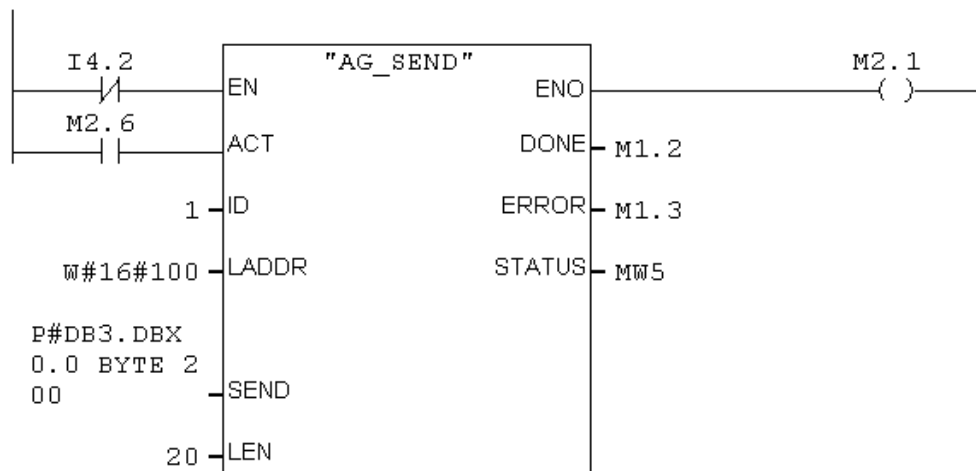 I4.2
"AG_SEND"
M2.1
EN
ENO
M2.6
ACT
DONE
M1.2
1
ID
ERROR
M1.3
W#16#100
LADDR
STATUS
MW5
P#DB3.DBX
0.0 BYTE 2
00
SEND
20
LEN